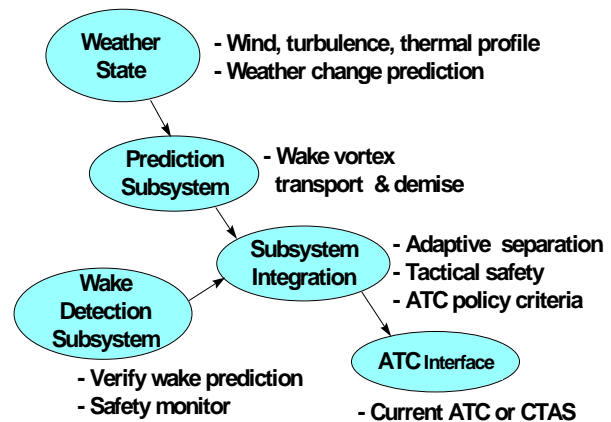 Weather
State
- Wind, turbulence, thermal profile
- Weather change prediction
Prediction
Subsystem
- Wake vortex
transport & demise
Subsystem
Integration
- Adaptive separation
- Tactical safety
- ATC policy criteria
Wake
Detection
Subsystem
- Verify wake prediction
- Safety monitor
ATC Interface
- Current ATC or CTAS